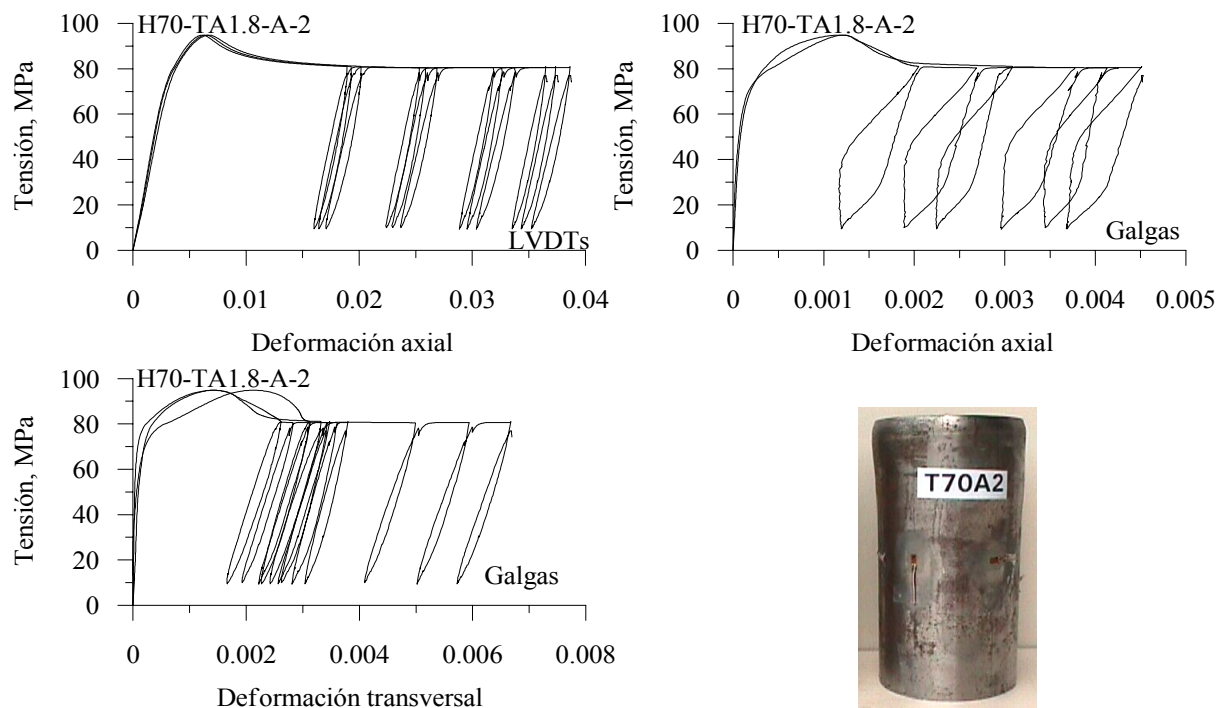 H70-TA1.8-A-2
100
80
60
40
20
0
Tensión, MPa
LVDTs
0 0.01 0.02 0.03 0.04
Deformación axial
H70-TA1.8-A-2
100
80
60
40
20
0
Tensión, MPa
Galgas
0 0.001 0.002 0.003 0.004 0.005
Deformación axial
H70-TA1.8-A-2
100
80
60
40
20
0
Tensión, MPa
Galgas
0 0.002 0.004 0.006 0.008
Deformación transversal
T70A2